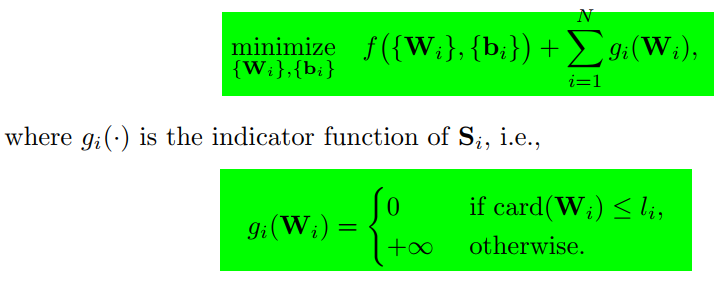 minimize f({W_i},{b_i}) + \sum_{i=1}^{N} g_i(W_i),
{W_i},{b_i}
where g_i(·) is the indicator function of S_i, i.e.,
g_i(W_i) = { 0 if card(W_i) ≤ l_i,
+∞ otherwise.